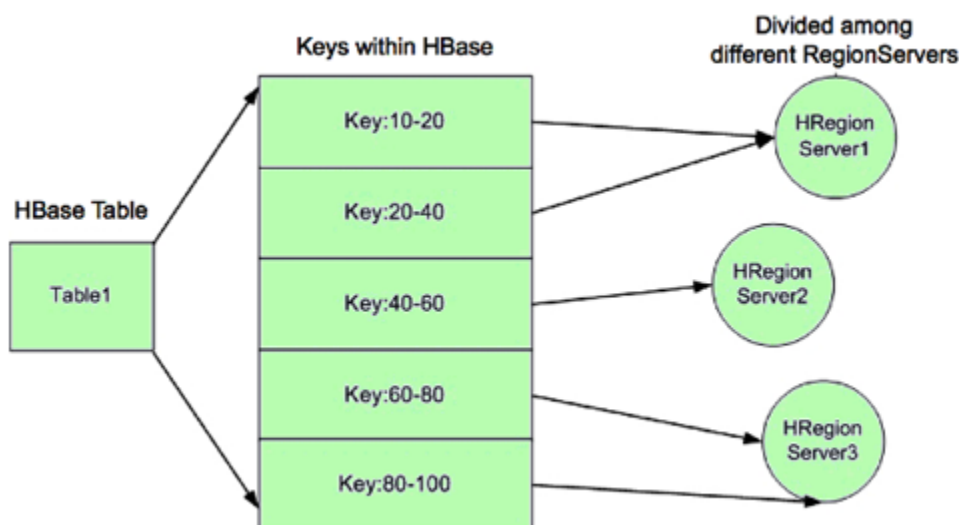 Keys within HBase
Divided among
different RegionServers
Key:10-20
HRegion
Server1
Key:20-40
HBase Table
Table1
Key:40-60
HRegion
Server2
Key:60-80
HRegion
Server3
Key:80-100